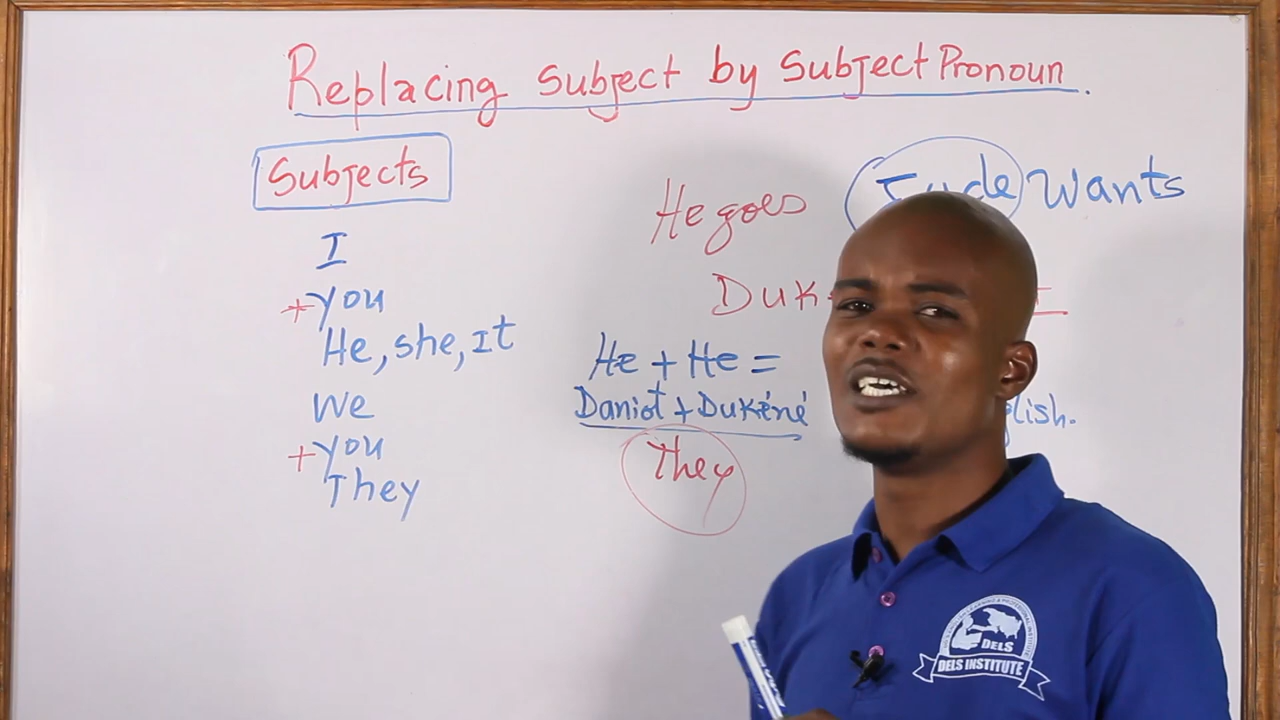 Replacing Subject by Subject Pronoun.
Subjects
I
+ you
He, she, It
We
+ you
They
He goes
Wants
He + He =
Daniot + Dukéné
They
DELS
DELS INSTITUTE